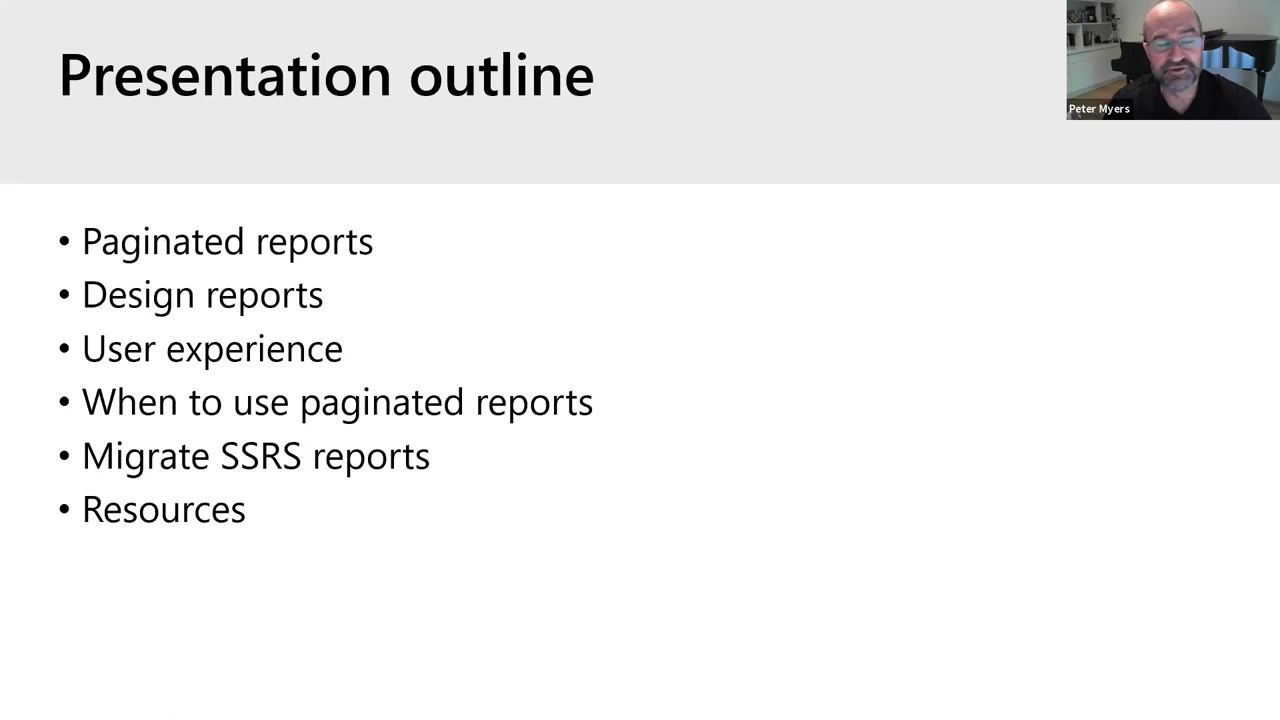 Presentation outline
Peter Myers
• Paginated reports
• Design reports
• User experience
• When to use paginated reports
• Migrate SSRS reports
• Resources